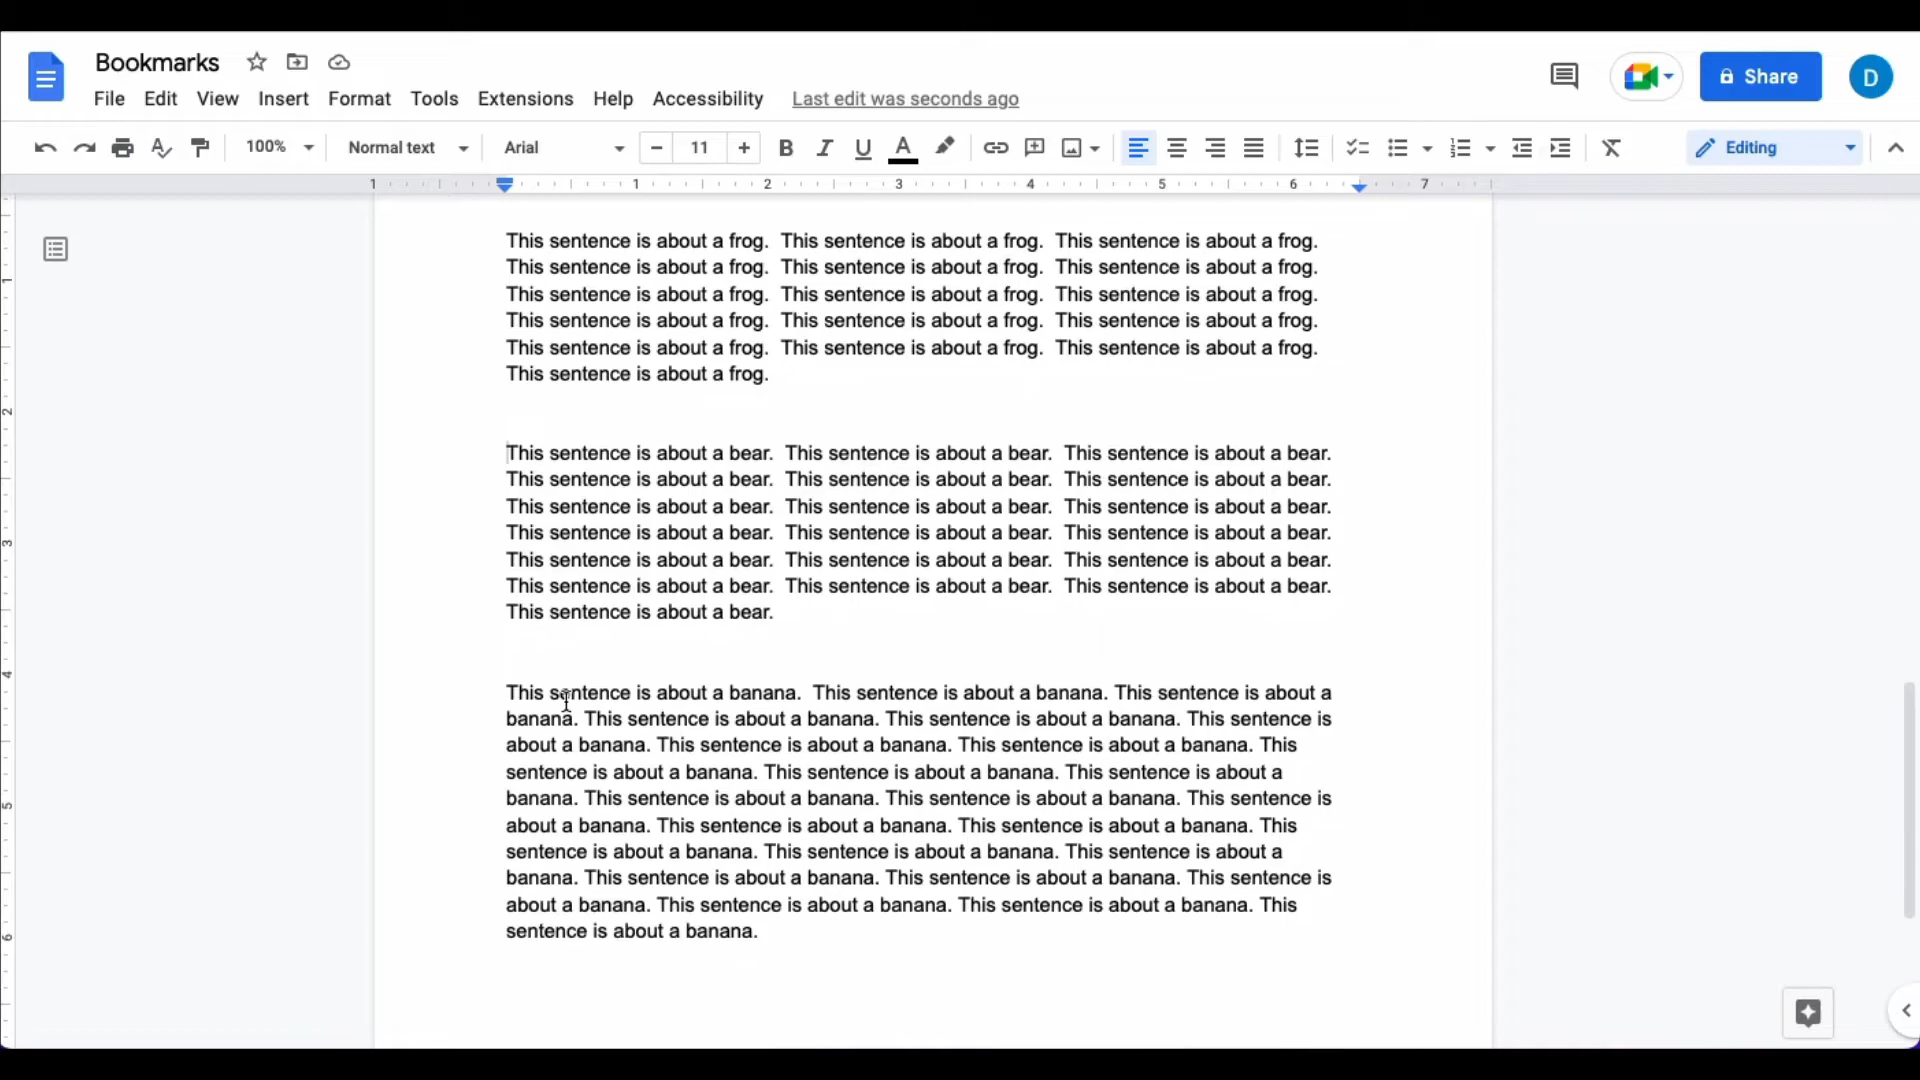 Bookmarks
File Edit View Insert Format Tools Extensions Help Accessibility Last edit was seconds ago
Share
D
100% Normal text Arial 11 Editing
1 1 2 3 4 5 6 7
This sentence is about a frog.  This sentence is about a frog.  This sentence is about a frog.
This sentence is about a frog.  This sentence is about a frog.  This sentence is about a frog.
This sentence is about a frog.  This sentence is about a frog.  This sentence is about a frog.
This sentence is about a frog.  This sentence is about a frog.  This sentence is about a frog.
This sentence is about a frog.  This sentence is about a frog.  This sentence is about a frog.
This sentence is about a frog.
This sentence is about a bear.  This sentence is about a bear.  This sentence is about a bear.
This sentence is about a bear.  This sentence is about a bear.  This sentence is about a bear.
This sentence is about a bear.  This sentence is about a bear.  This sentence is about a bear.
This sentence is about a bear.  This sentence is about a bear.  This sentence is about a bear.
This sentence is about a bear.  This sentence is about a bear.  This sentence is about a bear.
This sentence is about a bear.  This sentence is about a bear.  This sentence is about a bear.
This sentence is about a bear.
This sentence is about a banana.  This sentence is about a banana. This sentence is about a
banana. This sentence is about a banana. This sentence is about a banana. This sentence is
about a banana. This sentence is about a banana. This sentence is about a banana. This
sentence is about a banana. This sentence is about a banana. This sentence is about a
banana. This sentence is about a banana. This sentence is about a banana. This sentence is
about a banana. This sentence is about a banana. This sentence is about a banana. This
sentence is about a banana. This sentence is about a banana. This sentence is about a
banana. This sentence is about a banana. This sentence is about a banana. This sentence is
about a banana. This sentence is about a banana. This sentence is about a banana. This
sentence is about a banana.
1
2
3
4
5
6